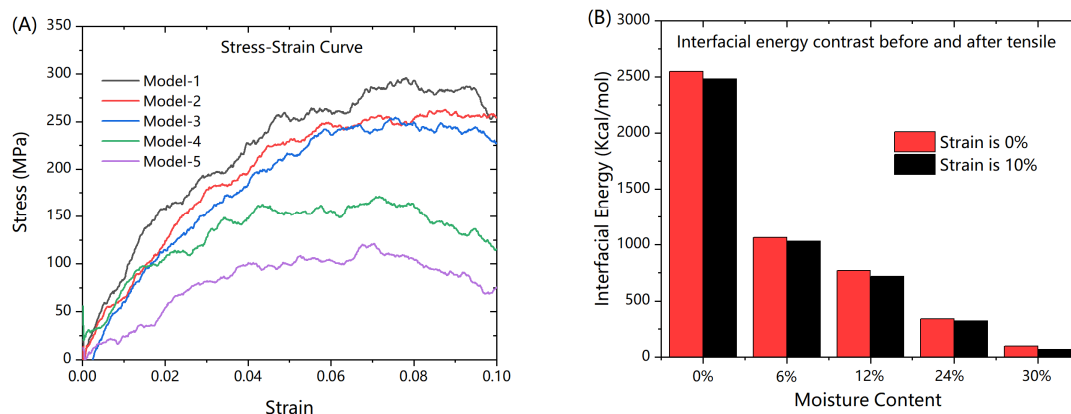 (A)
Stress-Strain Curve
Model-1
Model-2
Model-3
Model-4
Model-5
350
300
250
200
150
100
50
0
Stress (MPa)
0.00 0.02 0.04 0.06 0.08 0.10
Strain
(B)
Interfacial energy contrast before and after tensile
Strain is 0%
Strain is 10%
3000
2500
2000
1500
1000
500
0
Interfacial Energy (Kcal/mol)
0% 6% 12% 24% 30%
Moisture Content